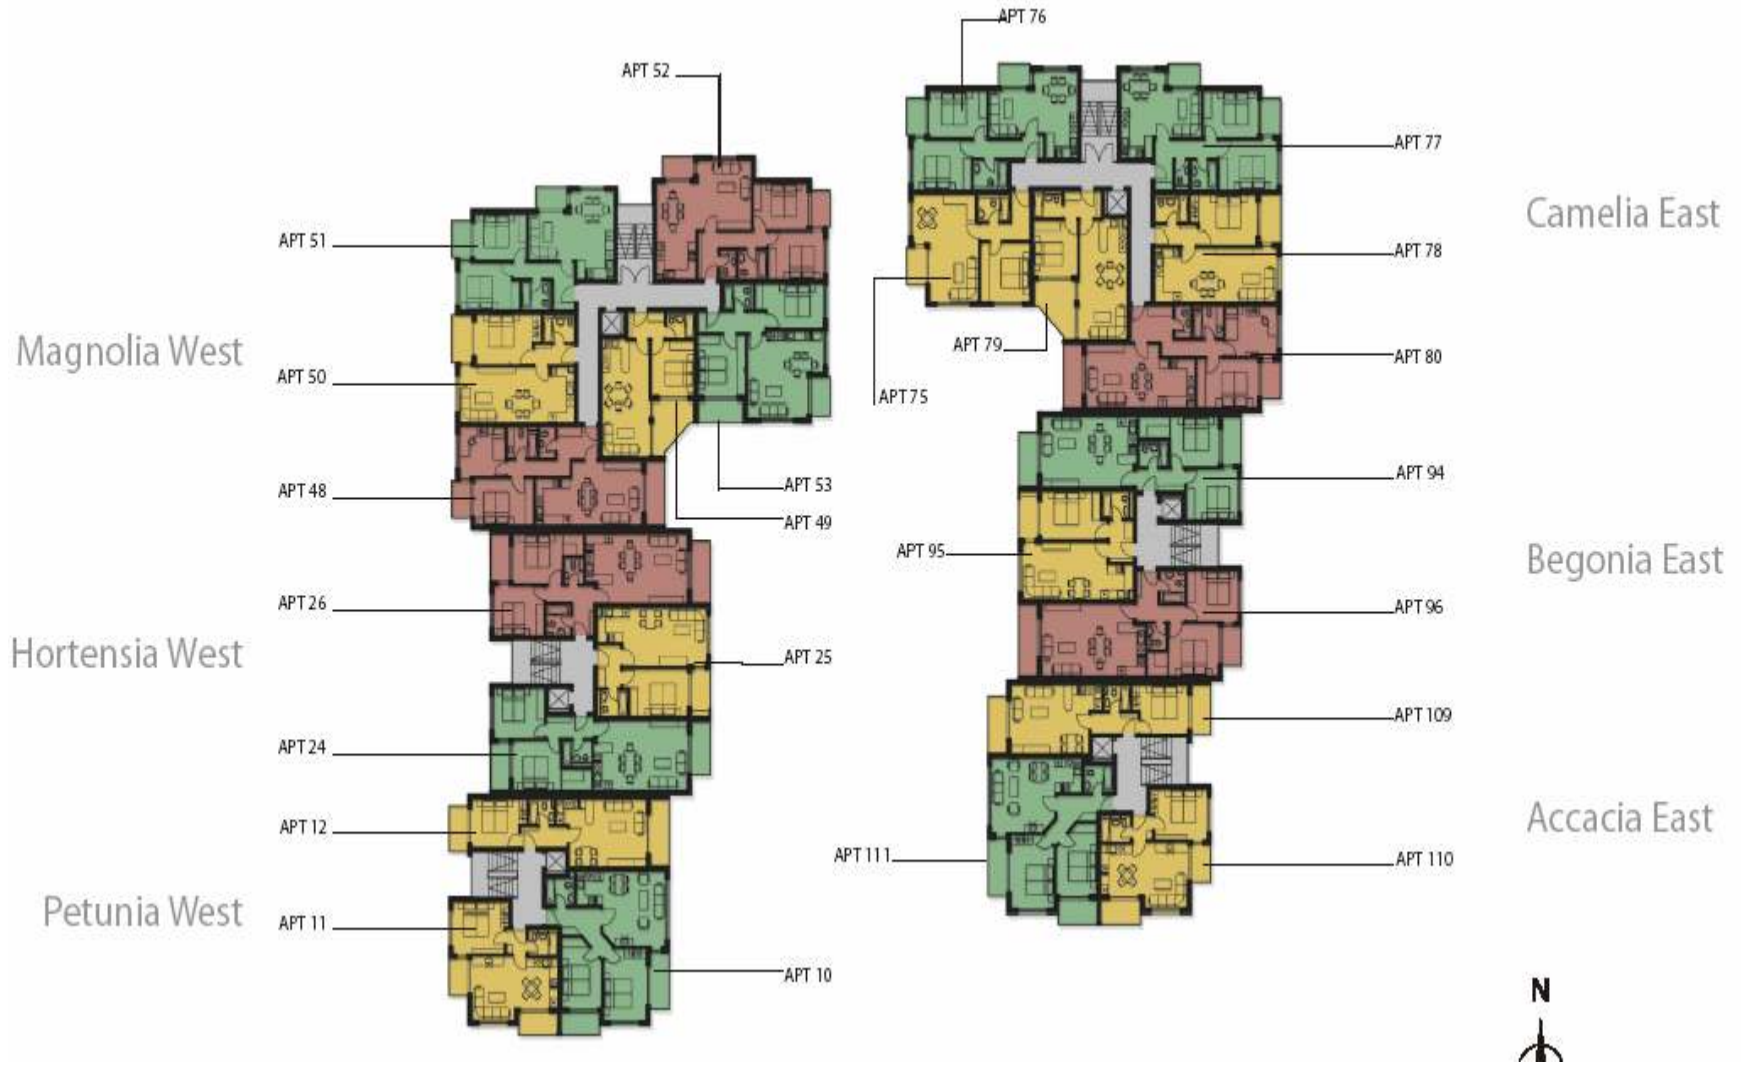 APT 76
APT 52
APT 77
Camelia East
APT 51
APT 78
Magnolia West
APT 79
APT 80
APT 50
APT 75
APT 94
APT 48
APT 53
APT 49
APT 95
Begonia East
APT 26
APT 96
Hortensia West
APT 25
APT 109
APT 24
APT 12
Accacia East
APT 111
APT 110
Petunia West
APT 11
APT 10
N